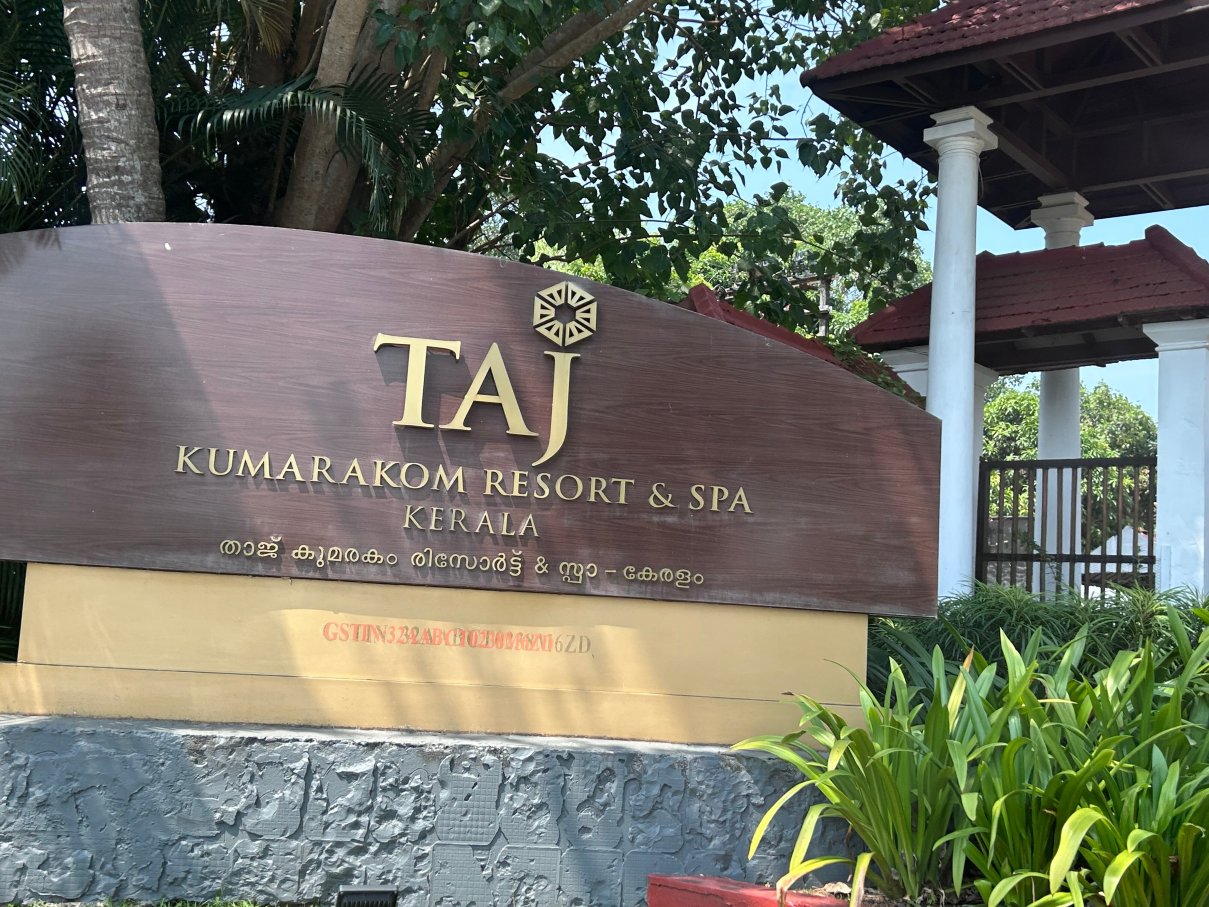 TAJ
KUMARAKOM RESORT & SPA
KERALA
താജ് കുമരകം റിസോർട്ട് & സ്പാ – കേരളം